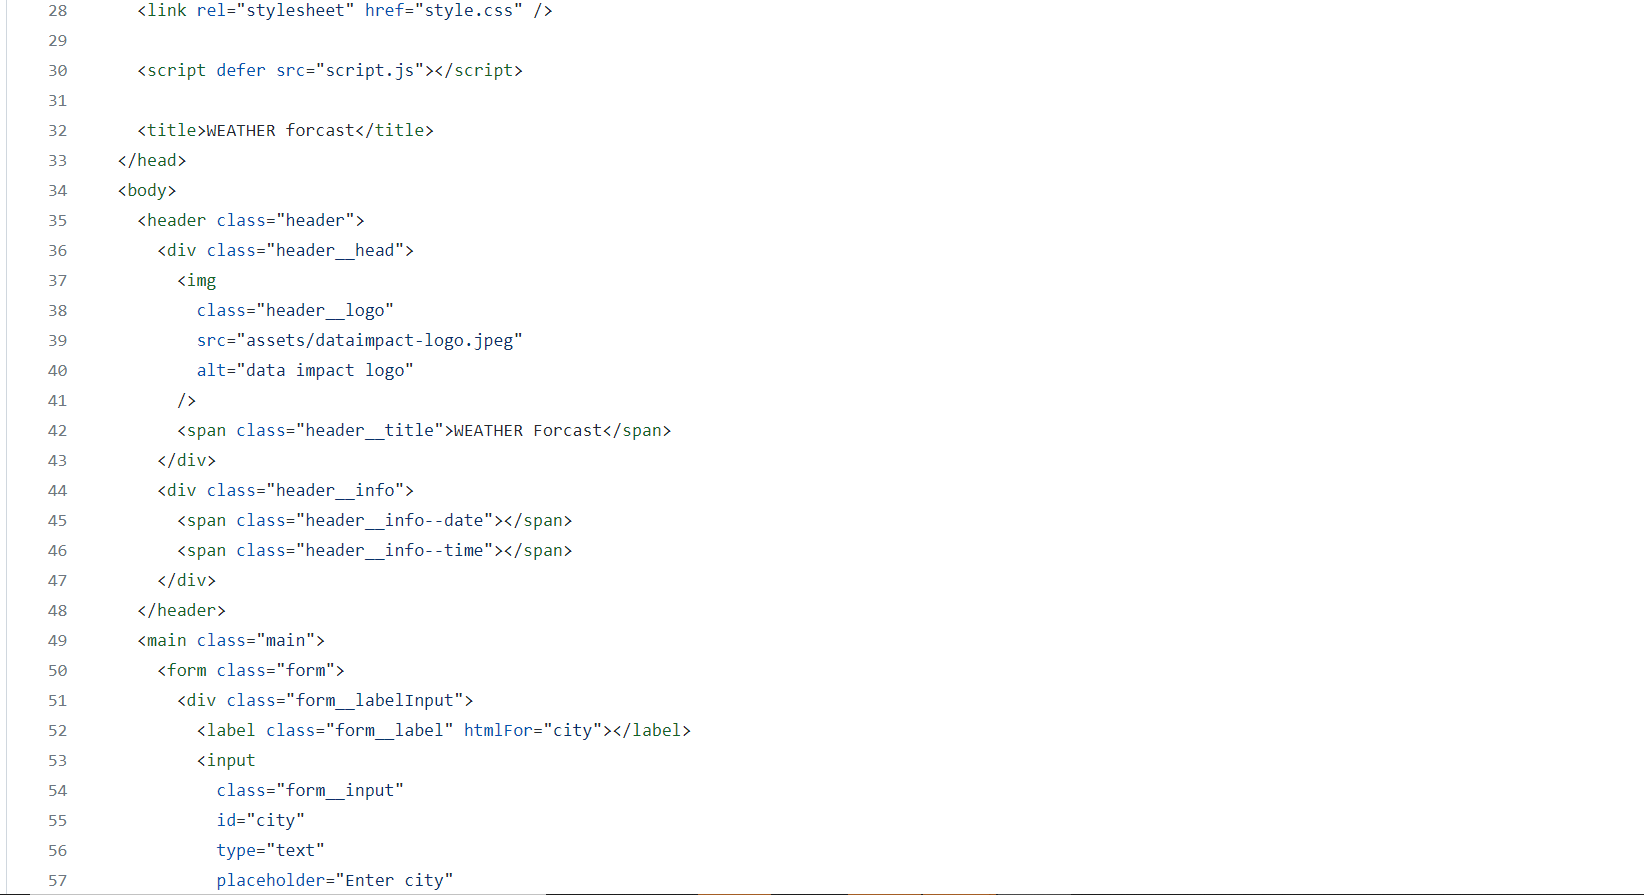 28 <link rel="stylesheet" href="style.css" />
29
30 <script defer src="script.js"></script>
31
32 <title>WEATHER forcast</title>
33 </head>
34 <body>
35 <header class="header">
36 <div class="header__head">
37 <img
38 class="header__logo"
39 src="assets/dataimpact-logo.jpeg"
40 alt="data impact logo"
41 />
42 <span class="header__title">WEATHER Forcast</span>
43 </div>
44 <div class="header__info">
45 <span class="header__info--date"></span>
46 <span class="header__info--time"></span>
47 </div>
48 </header>
49 <main class="main">
50 <form class="form">
51 <div class="form__labelInput">
52 <label class="form__label" htmlFor="city"></label>
53 <input
54 class="form__input"
55 id="city"
56 type="text"
57 placeholder="Enter city"